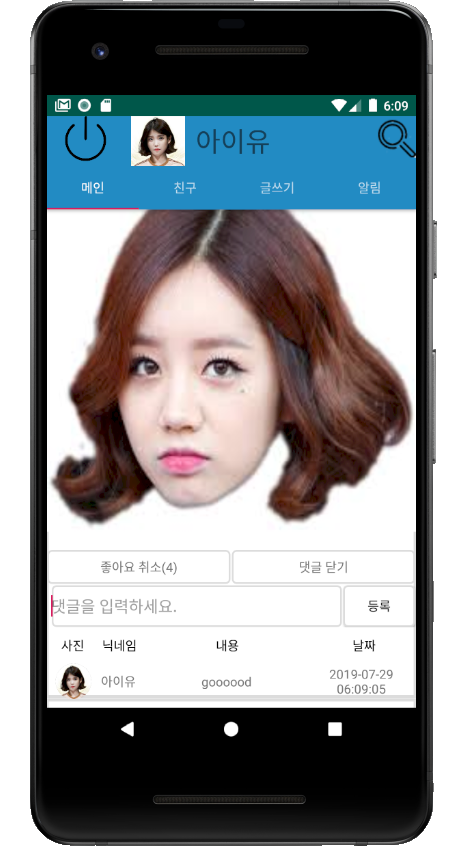 6:09
아이유
메인 친구 글쓰기 알림
좋아요 취소(4) 댓글 닫기
댓글을 입력하세요. 등록
사진 닉네임 내용 날짜
아이유 goooood 2019-07-29
06:09:05